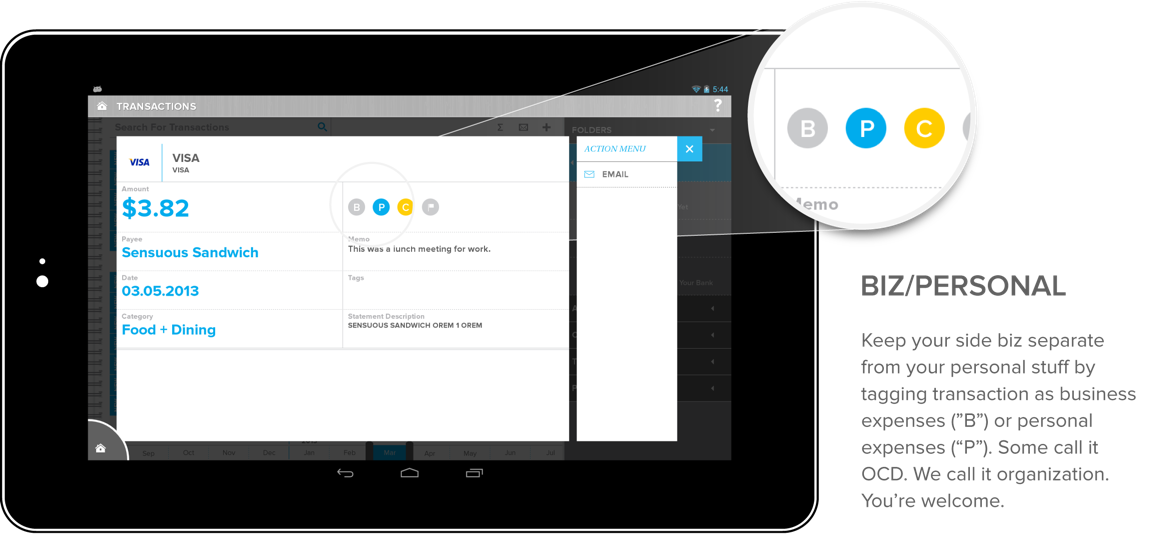 5:44
TRANSACTIONS
?
Search For Transactions
Σ
FOLDERS
VISA
VISA
VISA
ACTION MENU
EMAIL
Amount
$3.82
B P C
B P C
Memo
Payee
Sensuous Sandwich
Memo
This was a lunch meeting for work.
Date
03.05.2013
Tags
Your Bank
Category
Food + Dining
Statement Description
SENSUOUS SANDWICH OREM 1 OREM
Sep Oct Nov Dec Jan Feb Mar Apr May Jun Jul
BIZ/PERSONAL
Keep your side biz separate
from your personal stuff by
tagging transaction as business
expenses (”B”) or personal
expenses (“P”). Some call it
OCD. We call it organization.
You’re welcome.